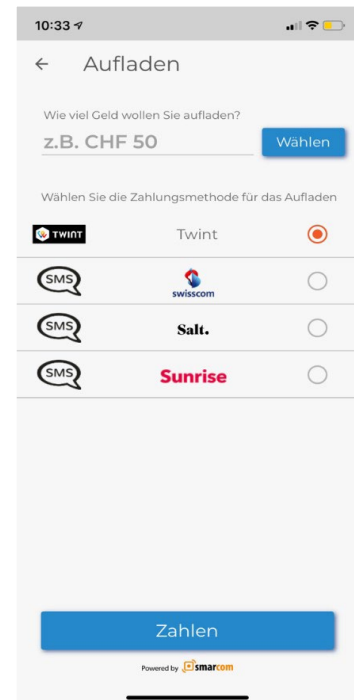 10:33
← Aufladen
Wie viel Geld wollen Sie aufladen?
z.B. CHF 50
Wählen
Wählen Sie die Zahlungsmethode für das Aufladen
TWINT Twint
SMS swisscom
SMS Salt.
SMS Sunrise
Zahlen
Powered by smarcom